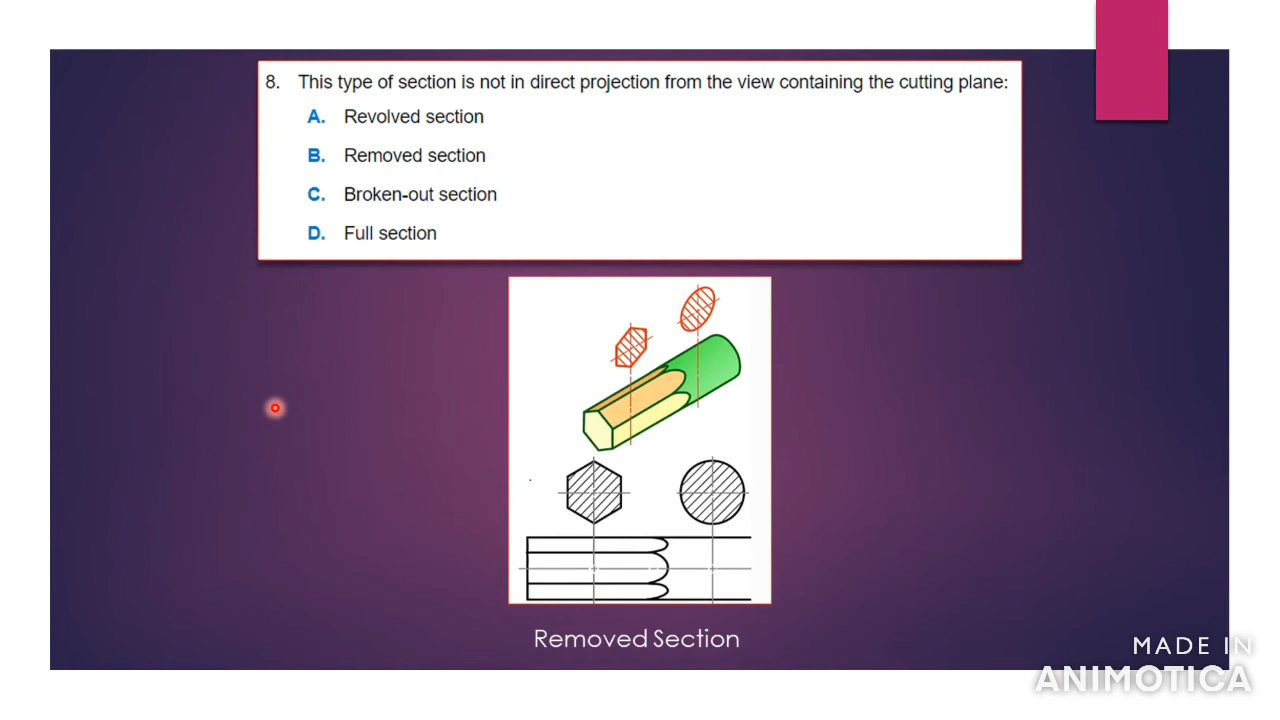 8. This type of section is not in direct projection from the view containing the cutting plane:
A. Revolved section
B. Removed section
C. Broken-out section
D. Full section
Removed Section
MADE IN
ANIMOTICA